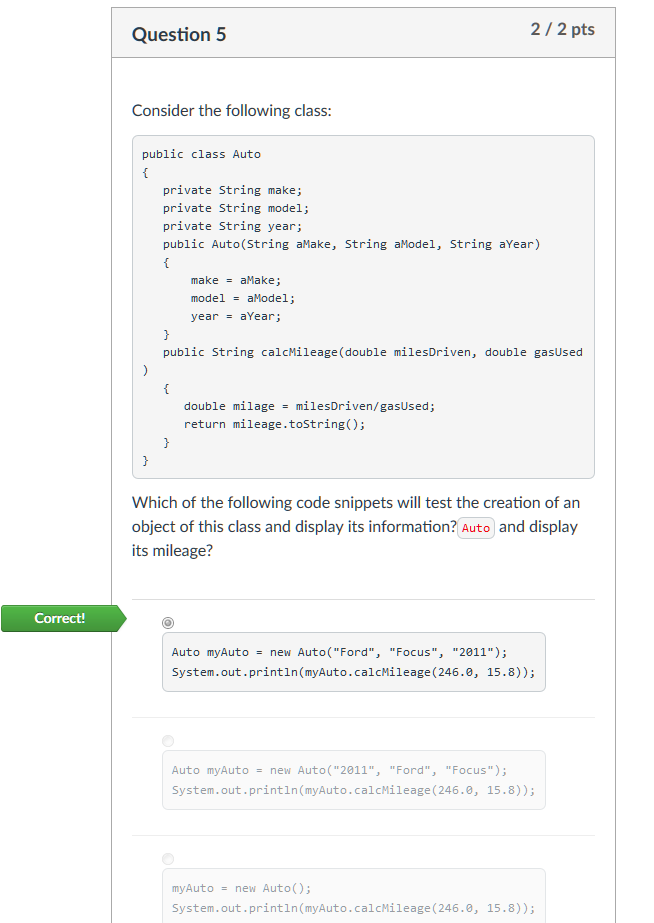 Question 5
2 / 2 pts
Consider the following class:
public class Auto
{
   private String make;
   private String model;
   private String year;
   public Auto(String aMake, String aModel, String aYear)
   {
       make = aMake;
       model = aModel;
       year = aYear;
   }
   public String calcMileage(double milesDriven, double gasUsed
)
   {
      double milage = milesDriven/gasUsed;
      return mileage.toString();
   }
}
Which of the following code snippets will test the creation of an
object of this class and display its information? Auto and display
its mileage?
Correct!
Auto myAuto = new Auto("Ford", "Focus", "2011");
System.out.println(myAuto.calcMileage(246.0, 15.8));
Auto myAuto = new Auto("2011", "Ford", "Focus");
System.out.println(myAuto.calcMileage(246.0, 15.8));
myAuto = new Auto();
System.out.println(myAuto.calcMileage(246.0, 15.8));